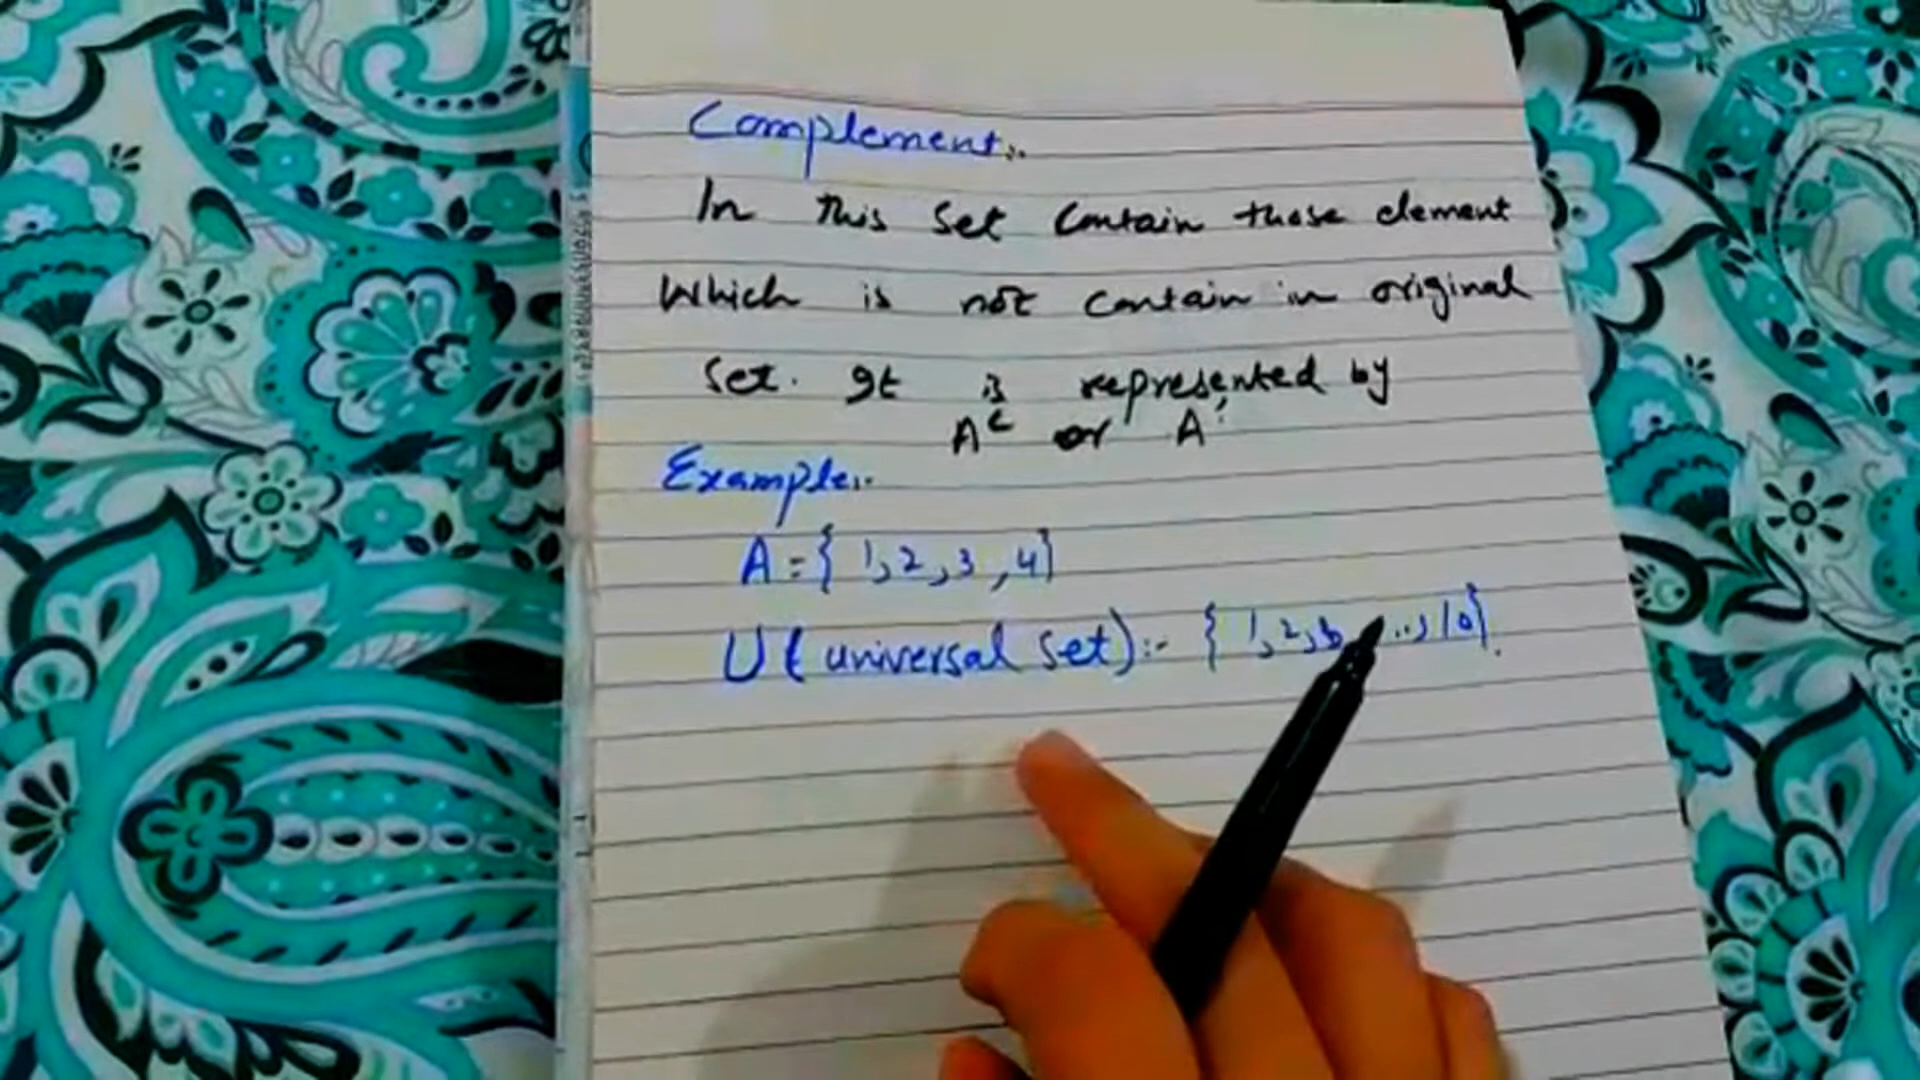 Complement:-
In this set contain those element
which is not contain in original
set. It is represented by
Aᶜ or A'
Example:-
A = { 1, 2, 3, 4}
U ( universal set) :- { 1, 2, 3, ..., 10}.